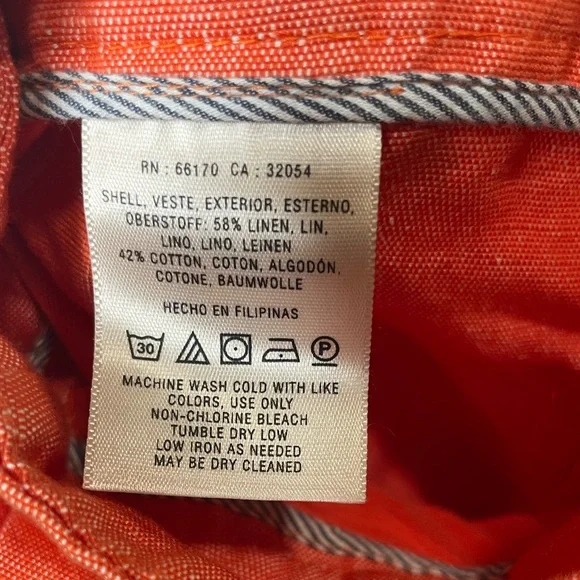 RN : 66170 CA : 32054
SHELL, VESTE, EXTERIOR, ESTERNO,
OBERSTOFF: 58% LINEN, LIN,
LINO, LINO, LEINEN
42% COTTON, COTON, ALGODÓN,
COTONE, BAUMWOLLE
HECHO EN FILIPINAS
30 P
MACHINE WASH COLD WITH LIKE
COLORS, USE ONLY
NON-CHLORINE BLEACH
TUMBLE DRY LOW
LOW IRON AS NEEDED
MAY BE DRY CLEANED